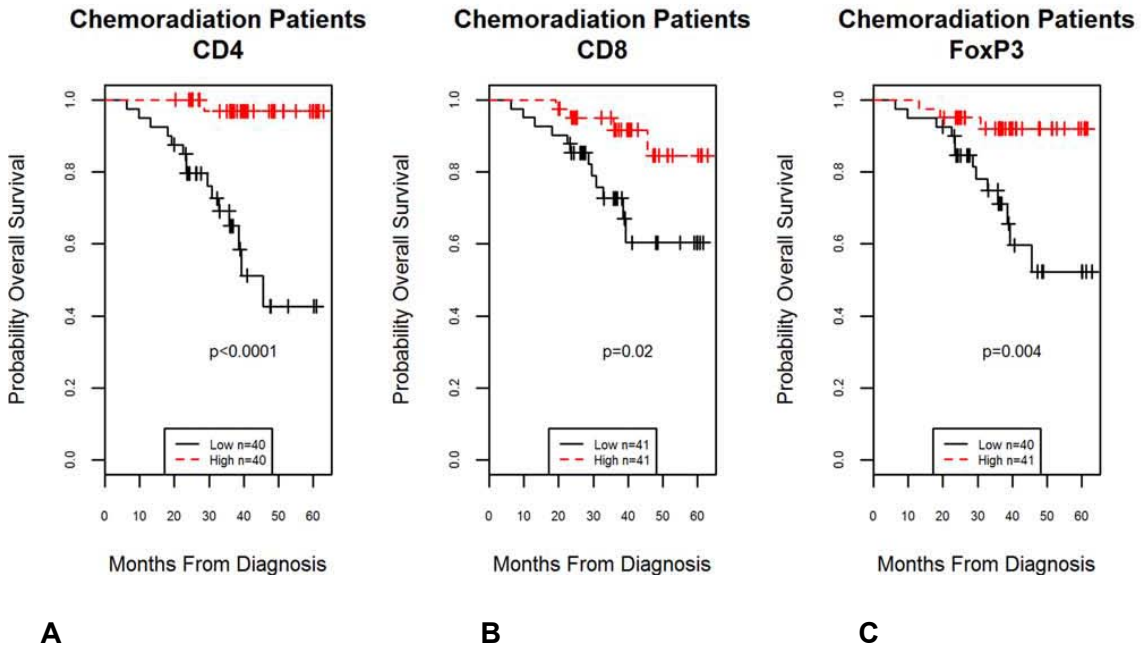 Chemoradiation Patients
CD4
Probability Overall Survival
1.0
0.8
0.6
0.4
0.2
0.0
p<0.0001
Low n=40
High n=40
0 10 20 30 40 50 60
Months From Diagnosis
A
Chemoradiation Patients
CD8
Probability Overall Survival
1.0
0.8
0.6
0.4
0.2
0.0
p=0.02
Low n=41
High n=41
0 10 20 30 40 50 60
Months From Diagnosis
B
Chemoradiation Patients
FoxP3
Probability Overall Survival
1.0
0.8
0.6
0.4
0.2
0.0
p=0.004
Low n=40
High n=41
0 10 20 30 40 50 60
Months From Diagnosis
C